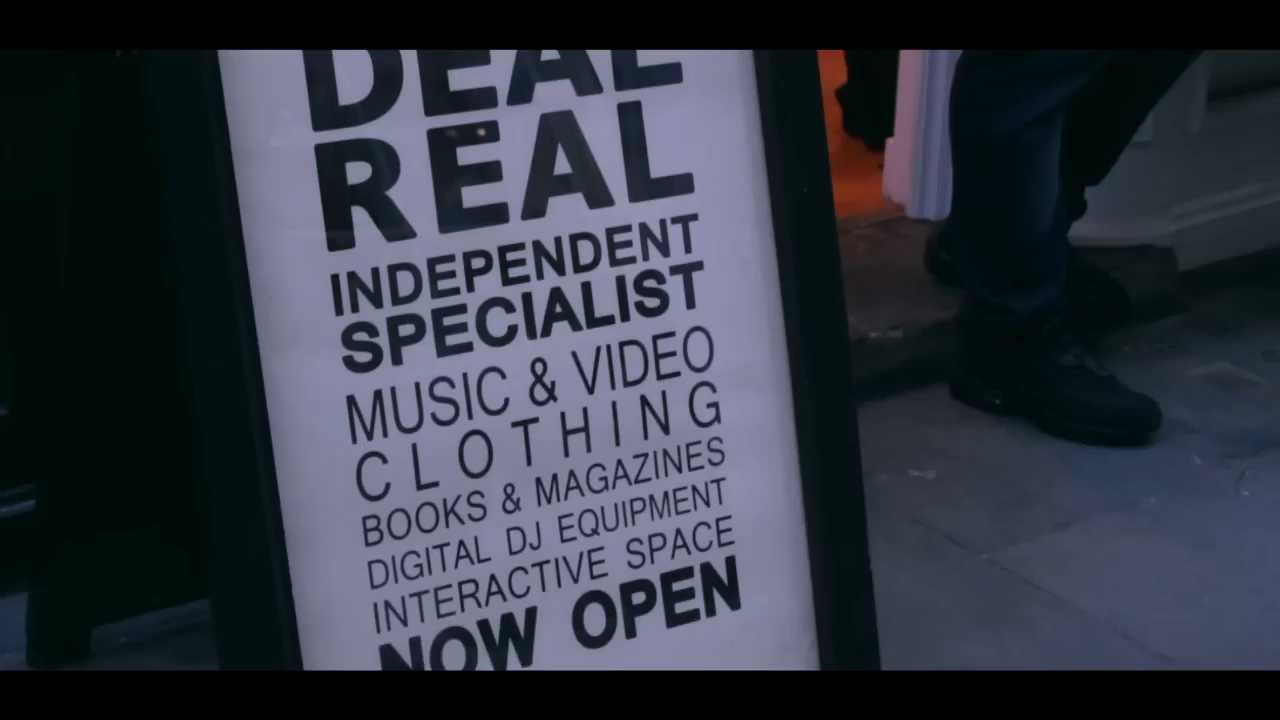 DEAL
REAL
INDEPENDENT
SPECIALIST
MUSIC & VIDEO
CLOTHING
BOOKS & MAGAZINES
DIGITAL DJ EQUIPMENT
INTERACTIVE SPACE
NOW OPEN